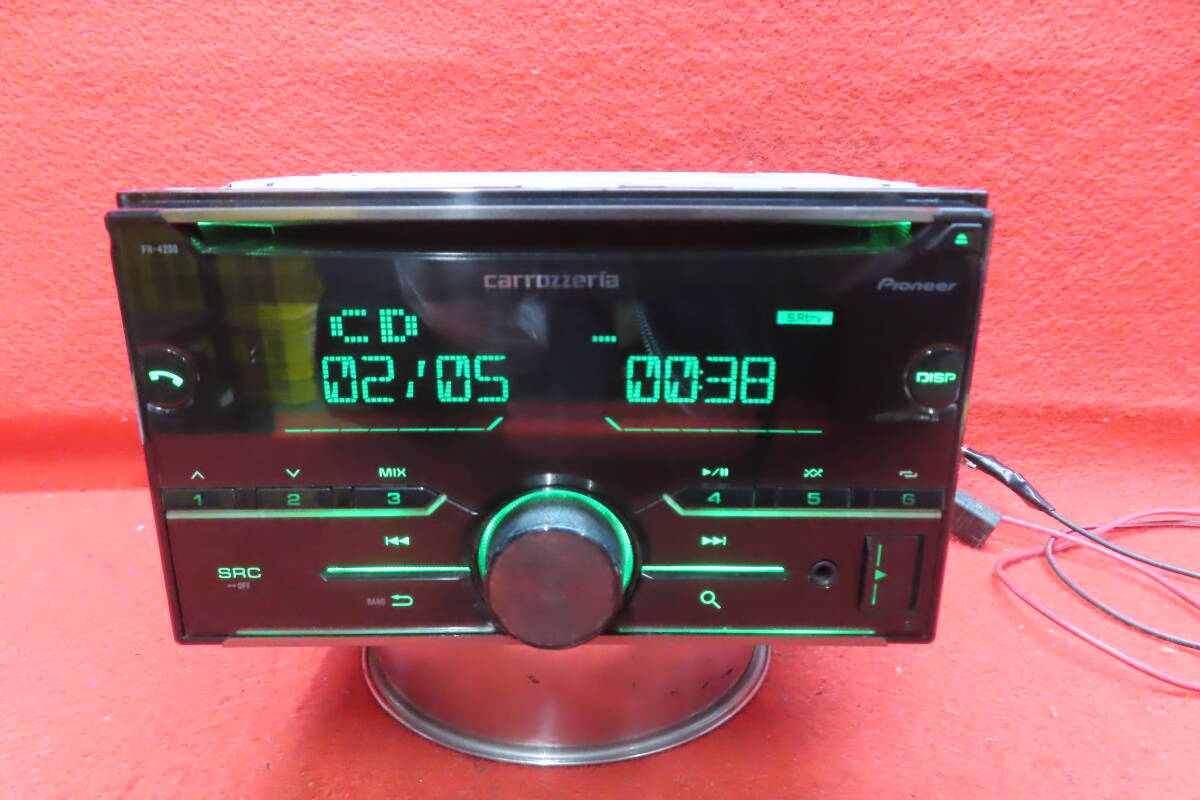 FH-4200
carrozzeria
Pioneer
CD
S.Rtrv
02/05
00:38
DISP
MIX
1
2
3
4
5
6
SRC
OFF
BAND